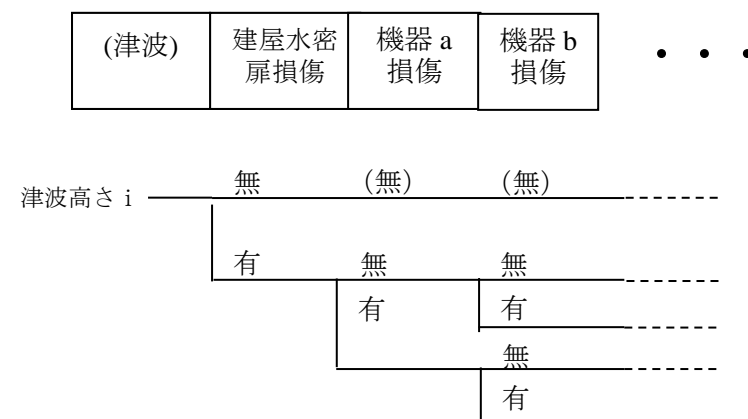 (津波)
建屋水密
扉損傷
機器 a
損傷
機器 b
損傷
・・・
津波高さ i
無
(無)
(無)
有
無
無
有
有
無
有